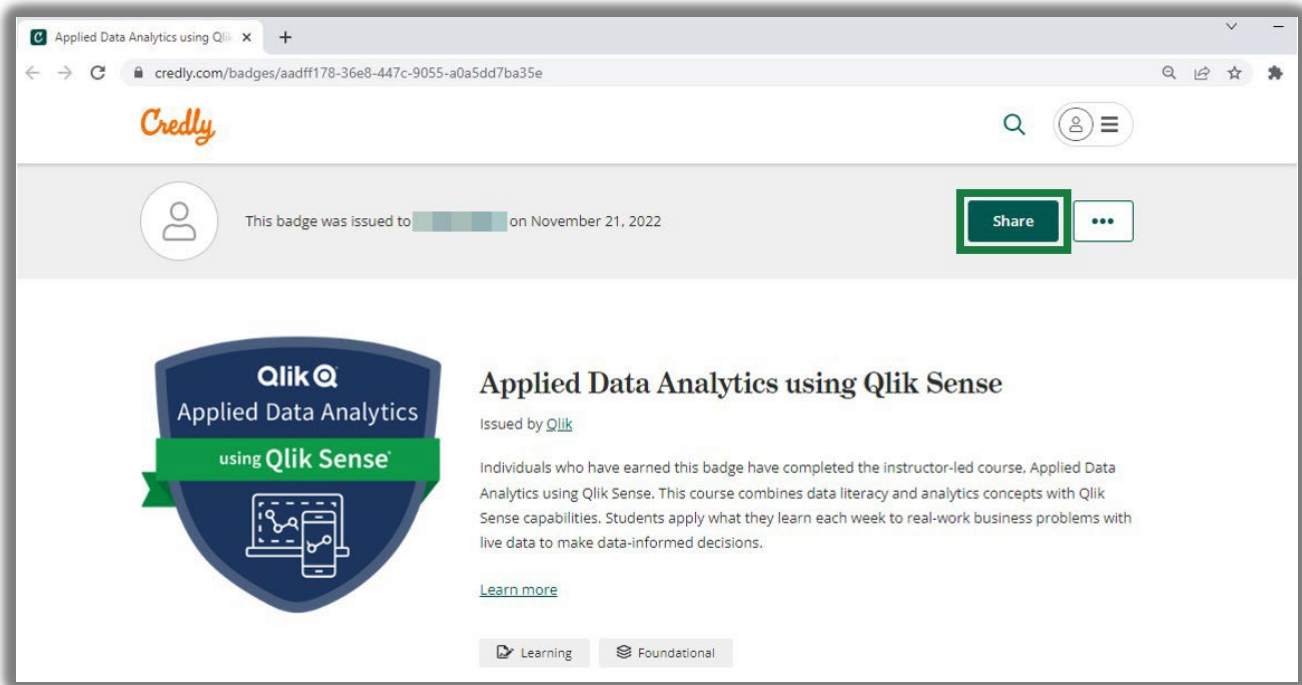 Applied Data Analytics using Qli
credly.com/badges/aadff178-36e8-447c-9055-a0a5dd7ba35e
Credly
This badge was issued to on November 21, 2022
Share
Qlik
Applied Data Analytics
using Qlik Sense
Applied Data Analytics using Qlik Sense
Issued by Qlik
Individuals who have earned this badge have completed the instructor-led course, Applied Data
Analytics using Qlik Sense. This course combines data literacy and analytics concepts with Qlik
Sense capabilities. Students apply what they learn each week to real-work business problems with
live data to make data-informed decisions.
Learn more
Learning
Foundational